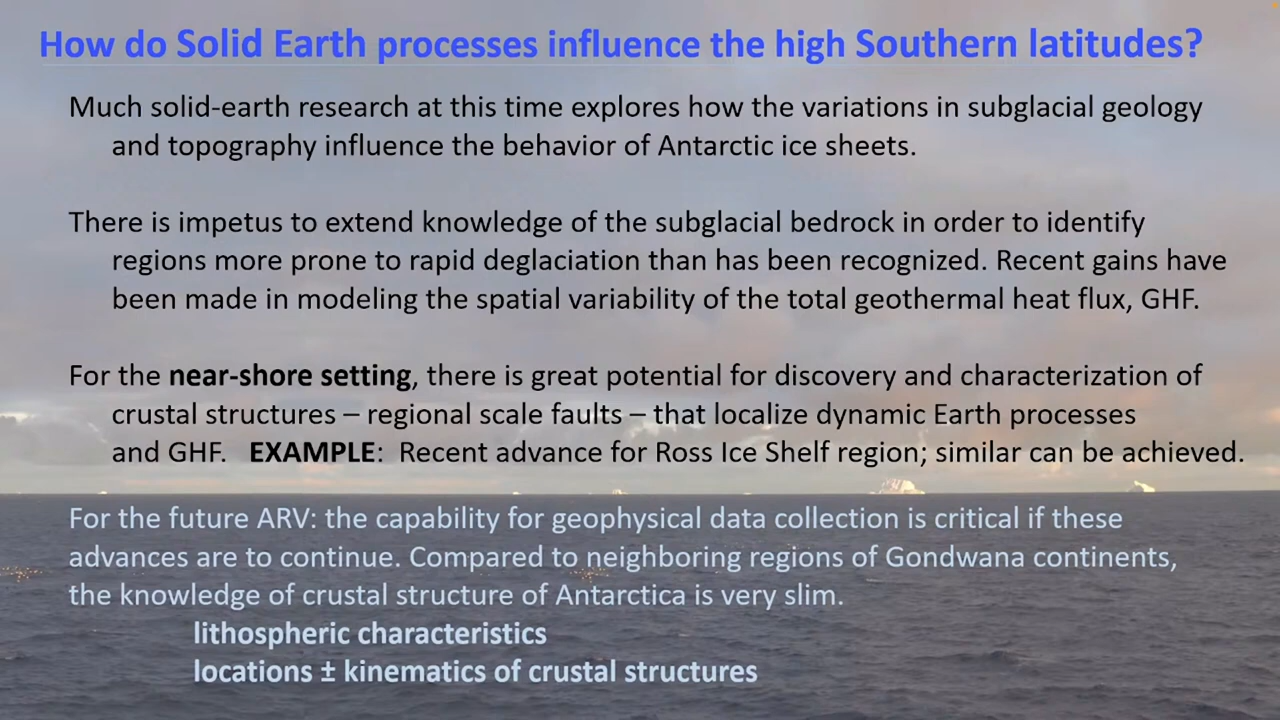 How do Solid Earth processes influence the high Southern latitudes?
Much solid-earth research at this time explores how the variations in subglacial geology
and topography influence the behavior of Antarctic ice sheets.
There is impetus to extend knowledge of the subglacial bedrock in order to identify
regions more prone to rapid deglaciation than has been recognized. Recent gains have
been made in modeling the spatial variability of the total geothermal heat flux, GHF.
For the near-shore setting, there is great potential for discovery and characterization of
crustal structures – regional scale faults – that localize dynamic Earth processes
and GHF. EXAMPLE: Recent advance for Ross Ice Shelf region; similar can be achieved.
For the future ARV: the capability for geophysical data collection is critical if these
advances are to continue. Compared to neighboring regions of Gondwana continents,
the knowledge of crustal structure of Antarctica is very slim.
lithospheric characteristics
locations ± kinematics of crustal structures